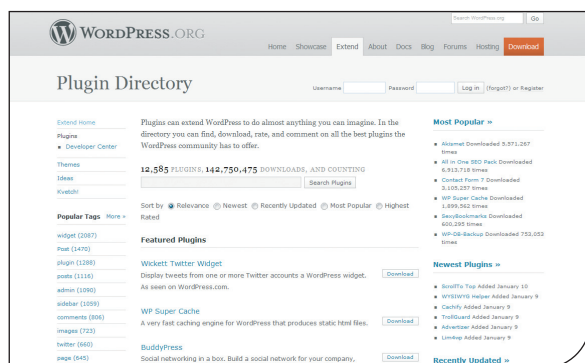 WORDPRESS.ORG
Search WordPress.org
Go
Home Showcase Extend About Docs Blog Forums Hosting Download
Plugin Directory
Username Password Log in (forgot?) or Register
Extend Home
Plugins
Developer Center
Themes
Ideas
Kvetch!
Popular Tags More »
widget (2087)
Post (1470)
plugin (1288)
posts (1116)
admin (1090)
sidebar (1059)
comments (806)
images (723)
twitter (660)
page (645)
Plugins can extend WordPress to do almost anything you can imagine. In the
directory you can find, download, rate, and comment on all the best plugins the
WordPress community has to offer.
12,585 PLUGINS, 142,750,475 DOWNLOADS, AND COUNTING
Search Plugins
Sort by Relevance Newest Recently Updated Most Popular Highest
Rated
Featured Plugins
Wickett Twitter Widget
Display tweets from one or more Twitter accounts a WordPress widget.
As seen on WordPress.com.
Download
WP Super Cache
A very fast caching engine for WordPress that produces static html files.
Download
BuddyPress
Social networking in a box. Build a social network for your company,
Download
Most Popular »
Akismet Downloaded 5,571,267
times
All in One SEO Pack Downloaded
6,913,718 times
Contact Form 7 Downloaded
3,105,257 times
WP Super Cache Downloaded
1,899,562 times
SexyBookmarks Downloaded
600,295 times
WP-DB-Backup Downloaded 753,053
times
Newest Plugins »
ScrollTo Top Added January 10
WYSIWYG Helper Added January 9
Cachify Added January 9
TrollGuard Added January 9
Advertizer Added January 9
Limitwp Added January 9
Recently Updated »